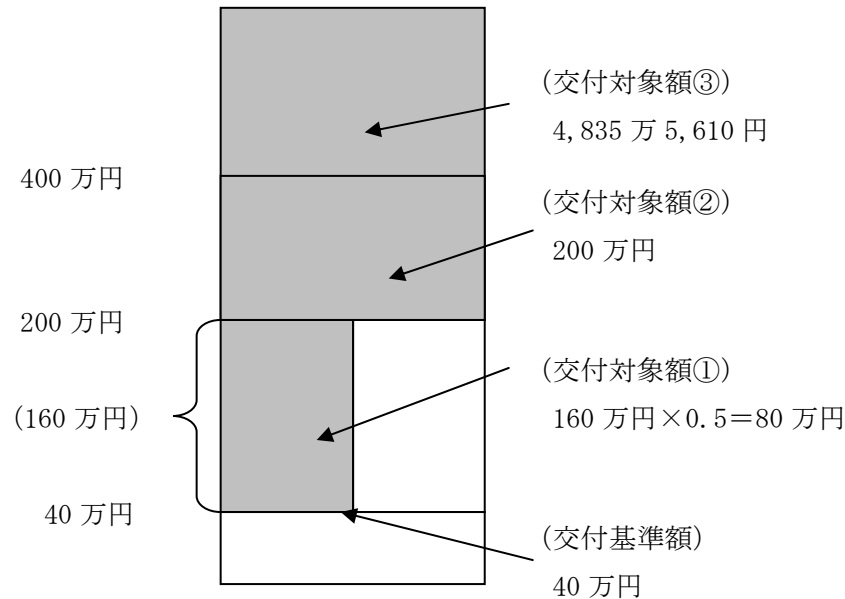 (交付対象額③)
4,835 万 5,610 円
400 万円
(交付対象額②)
200 万円
200 万円
(交付対象額①)
(160 万円)
160 万円×0.5=80 万円
40 万円
(交付基準額)
40 万円